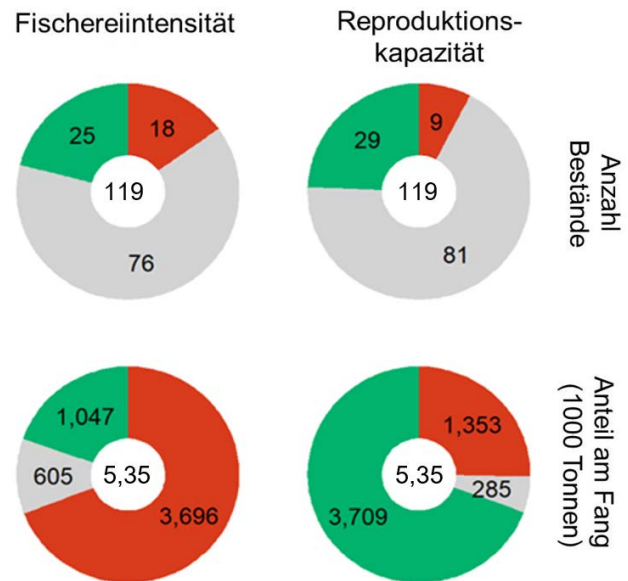 Fischereiintensität
Reproduktions-
kapazität
18
25
119
76
9
29
119
81
Anzahl
Bestände
1,047
605
5,35
3,696
1,353
285
5,35
3,709
Anteil am Fang
(1000 Tonnen)